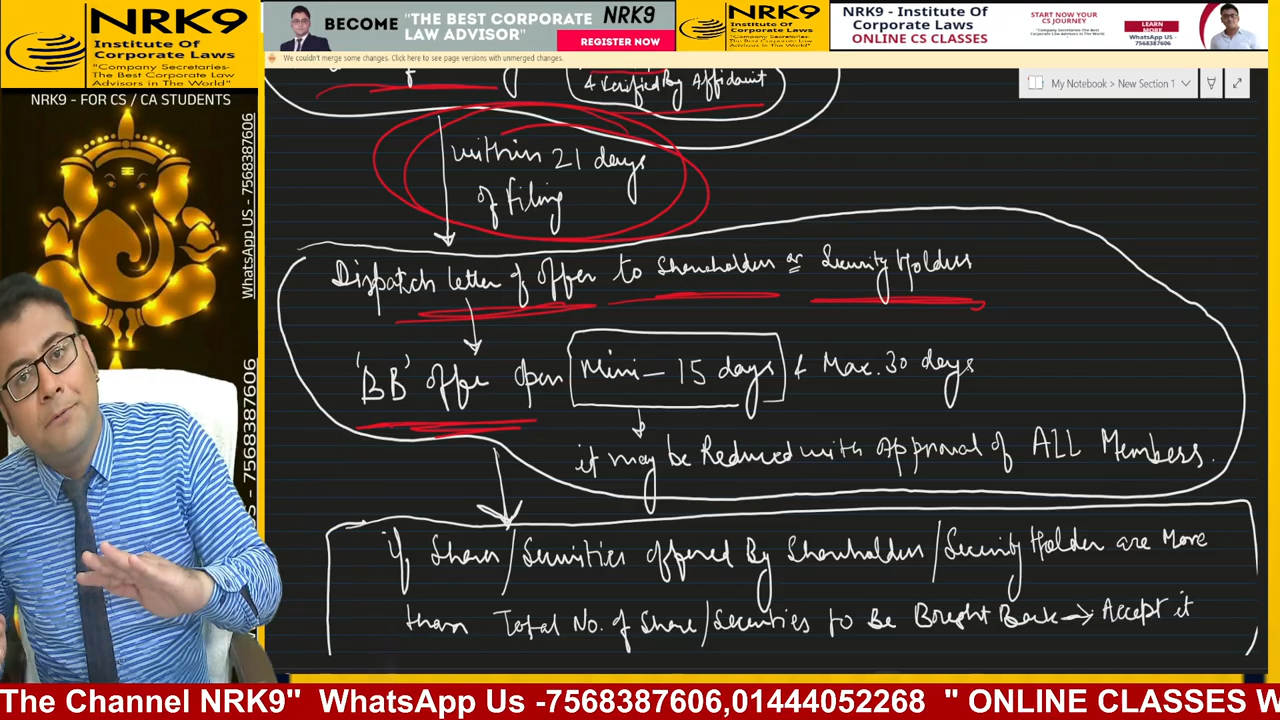 NRK9
Institute Of
Corporate Laws
"Company Secretaries-
The Best Corporate Law
Advisors in The World"
BECOME "THE BEST CORPORATE LAW ADVISOR"
NRK9
REGISTER NOW
NRK9
Institute Of
Corporate Laws
NRK9 - Institute Of
Corporate Laws
ONLINE CS CLASSES
START NOW YOUR
CS JOURNEY
LEARN MORE
WhatsApp US -
7568387606
We couldn't merge some changes. Click here to see page versions with unmerged changes.
My Notebook > New Section 1
NRK9 - FOR CS / CA STUDENTS
WhatsApp US - 7568387606
WhatsApp US - 7568387606
& Verified By Affidavit
within 21 days
of filing
Dispatch letter of offer to Shareholders or Security Holders
'BB' offer open Mini - 15 days & Max. 30 days
it may be Reduced with Approval of ALL Members.
if Shares/Securities offered By Shareholders/Security Holder are More
than Total No. of Share/Securities to Be Bought Back → Accept it
The Channel NRK9" WhatsApp Us -7568387606,01444052268 " ONLINE CLASSES W